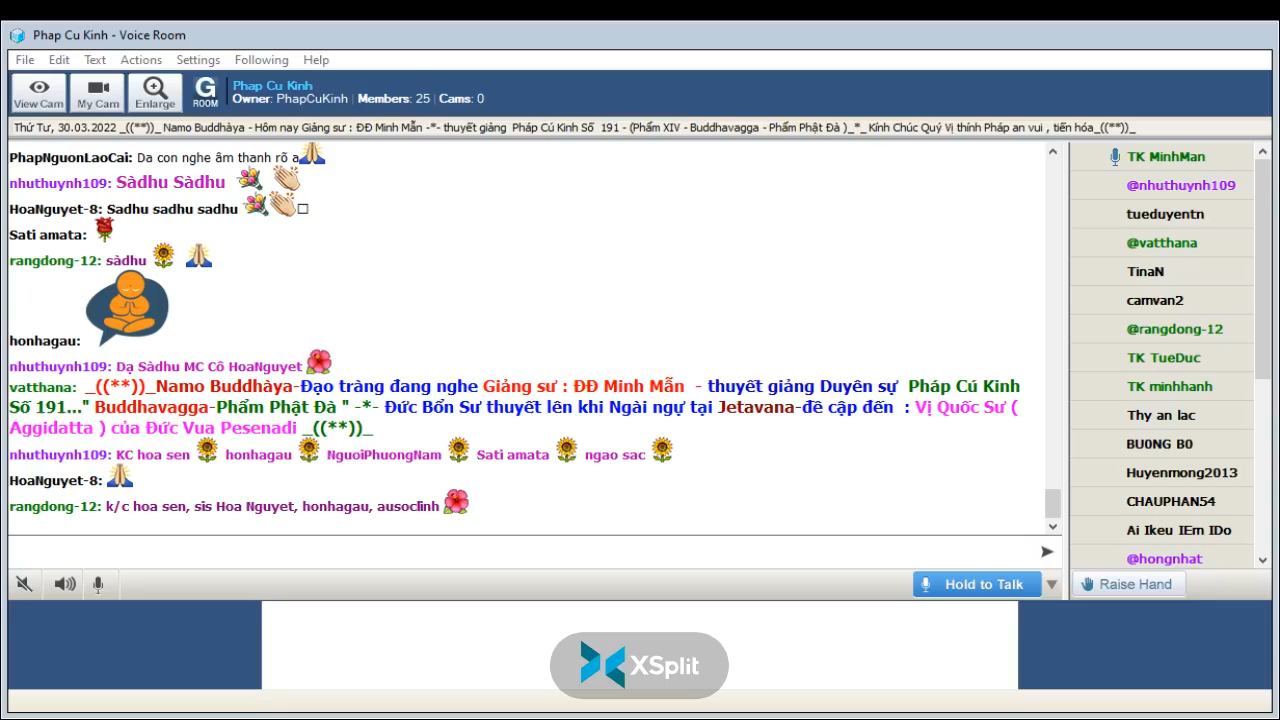 Phap Cu Kinh - Voice Room
File Edit Text Actions Settings Following Help
View Cam My Cam Enlarge G ROOM
Phap Cu Kinh
Owner: PhapCuKinh | Members: 25 | Cams: 0
Thứ Tư, 30.03.2022 _((**))_ Namo Buddhàya - Hôm nay Giảng sư : ĐĐ Minh Mẫn -*- thuyết giảng Pháp Cú Kinh Số 191 - (Phẩm XIV - Buddhavagga - Phẩm Phật Đà )_*_ Kính Chúc Quý Vị thính Pháp an vui , tiến hóa_((**))_
PhapNguonLaoCai: Da con nghe âm thanh rõ a
nhuthuynh109: Sàdhu Sàdhu
HoaNguyet-8: Sadhu sadhu sadhu
Sati amata:
rangdong-12: sàdhu
honhagau:
nhuthuynh109: Dạ Sàdhu MC Cô HoaNguyet
vatthana: _((**))_Namo Buddhàya-Đạo tràng đang nghe Giảng sư : ĐĐ Minh Mẫn - thuyết giảng Duyên sự Pháp Cú Kinh
Số 191..." Buddhavagga-Phẩm Phật Đà " -*- Đức Bổn Sư thuyết lên khi Ngài ngự tại Jetavana-đề cập đến : Vị Quốc Sư (
Aggidatta ) của Đức Vua Pesenadi _((**))_
nhuthuynh109: KC hoa sen honhagau NguoiPhuongNam Sati amata ngao sac
HoaNguyet-8:
rangdong-12: k/c hoa sen, sis Hoa Nguyet, honhagau, ausoclinh
TK MinhMan
@nhuthuynh109
tueduyentn
@vatthana
TinaN
camvan2
@rangdong-12
TK TueDuc
TK minhhanh
Thy an lac
BU0NG B0
Huyenmong2013
CHAUPHAN54
Ai Ikeu IEm IDo
@hongnhat
Hold to Talk
Raise Hand
XSplit